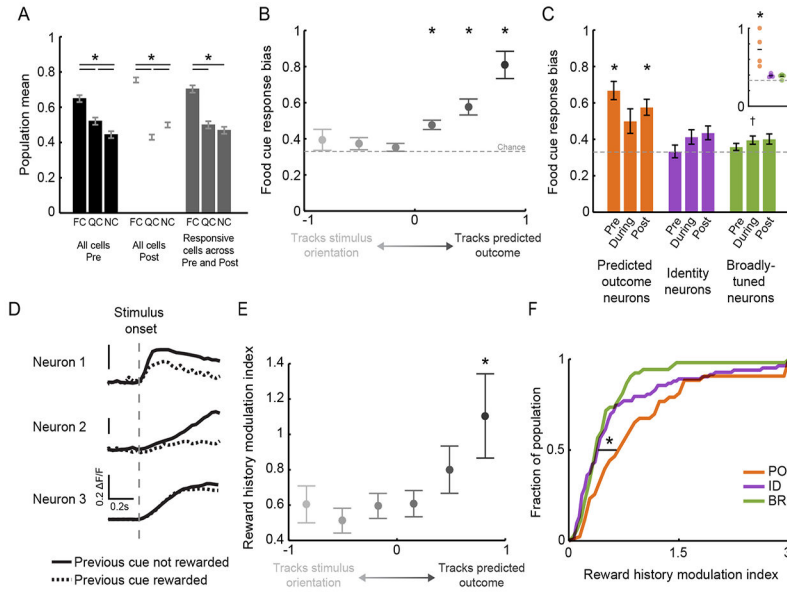 A
Population mean
1
0.8
0.6
0.4
0.2
0
*
*
*
FC QC NC
FC QC NC
FC QC NC
All cells
Pre
All cells
Post
Responsive
cells across
Pre and Post
B
Food cue response bias
1
0.8
0.6
0.4
0.2
0
* * *
Chance
-1
0
1
Tracks stimulus
orientation
Tracks predicted
outcome
C
Food cue response bias
1
0.8
0.6
0.4
0.2
0
*
*
†
1
0
*
Pre
During
Post
Pre
During
Post
Pre
During
Post
Predicted
outcome
neurons
Identity
neurons
Broadly-
tuned
neurons
D
Stimulus
onset
Neuron 1
Neuron 2
Neuron 3
0.2 ΔF/F
0.2s
Previous cue not rewarded
Previous cue rewarded
E
Reward history modulation index
1.4
1.2
1
0.8
0.6
0.4
*
-1
0
1
Tracks stimulus
orientation
Tracks predicted
outcome
F
Fraction of population
1
0.5
0
*
PO
ID
BR
0
1.5
3
Reward history modulation index